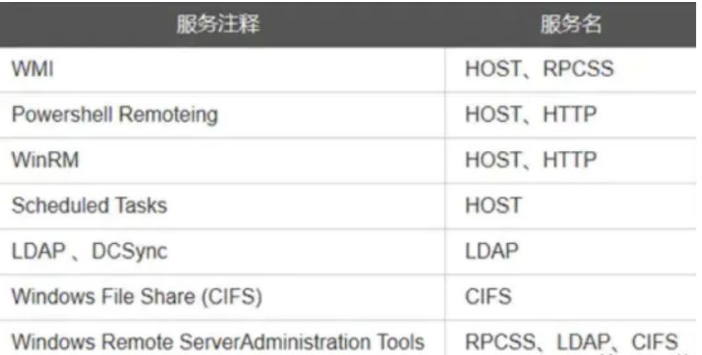 服务注释 服务名
WMI HOST、RPCSS
Powershell Remoteing HOST、HTTP
WinRM HOST、HTTP
Scheduled Tasks HOST
LDAP 、DCSync LDAP
Windows File Share (CIFS) CIFS
Windows Remote ServerAdministration Tools RPCSS、LDAP、CIFS